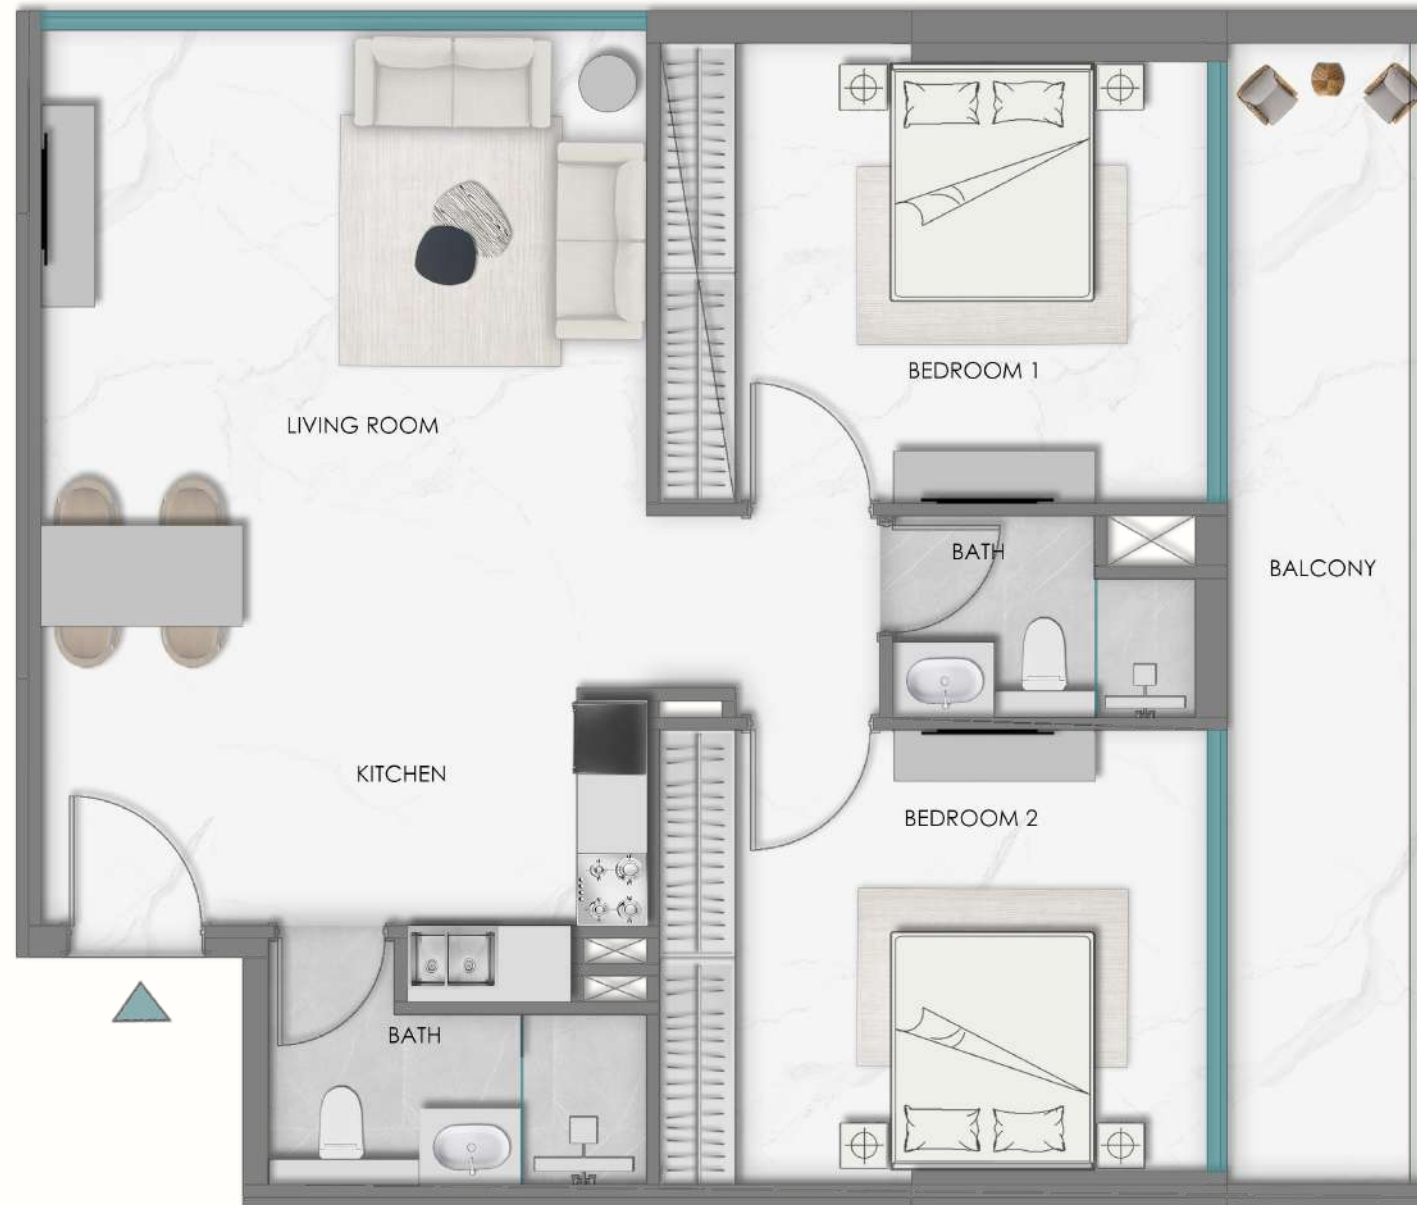 BEDROOM 1
LIVING ROOM
BATH
BALCONY
KITCHEN
BEDROOM 2
BATH